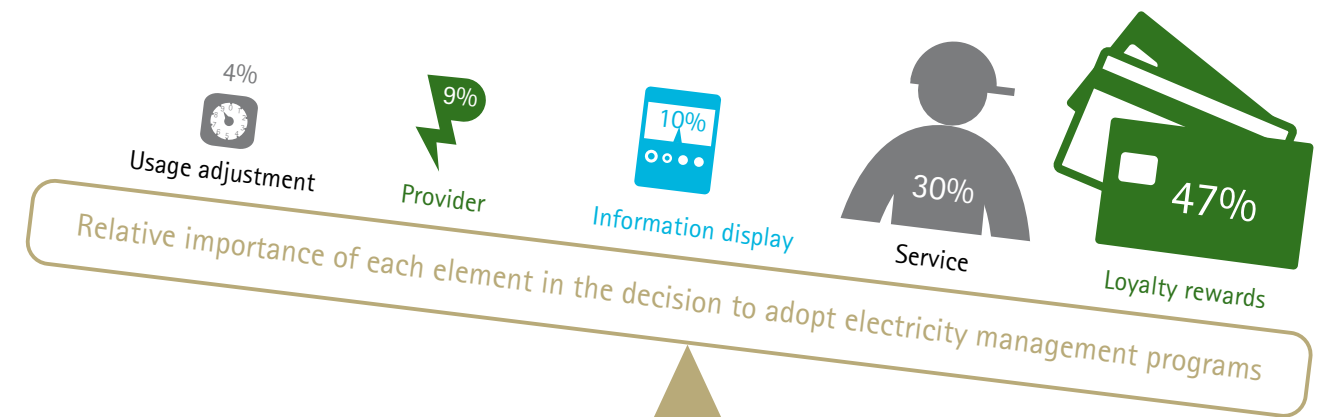 4%
Usage adjustment
9%
Provider
10%
Information display
30%
Service
47%
Loyalty rewards
Relative importance of each element in the decision to adopt electricity management programs